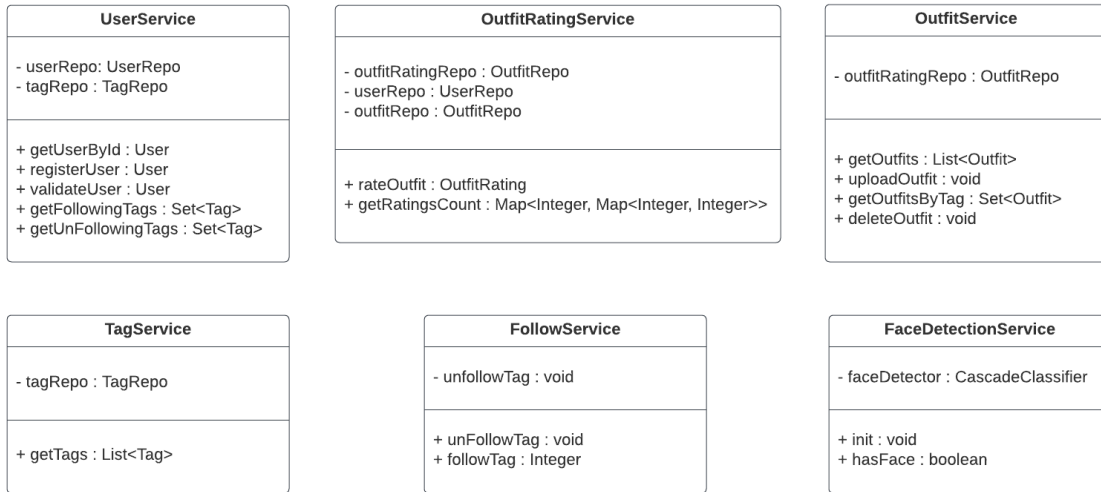 UserService
- userRepo: UserRepo
- tagRepo : TagRepo
+ getUserById : User
+ registerUser : User
+ validateUser : User
+ getFollowingTags : Set<Tag>
+ getUnFollowingTags : Set<Tag>
OutfitRatingService
- outfitRatingRepo : OutfitRepo
- userRepo : UserRepo
- outfitRepo : OutfitRepo
+ rateOutfit : OutfitRating
+ getRatingsCount : Map<Integer, Map<Integer, Integer>>
OutfitService
- outfitRatingRepo : OutfitRepo
+ getOutfits : List<Outfit>
+ uploadOutfit : void
+ getOutfitsByTag : Set<Outfit>
+ deleteOutfit : void
TagService
- tagRepo : TagRepo
+ getTags : List<Tag>
FollowService
- unfollowTag : void
+ unFollowTag : void
+ followTag : Integer
FaceDetectionService
- faceDetector : CascadeClassifier
+ init : void
+ hasFace : boolean